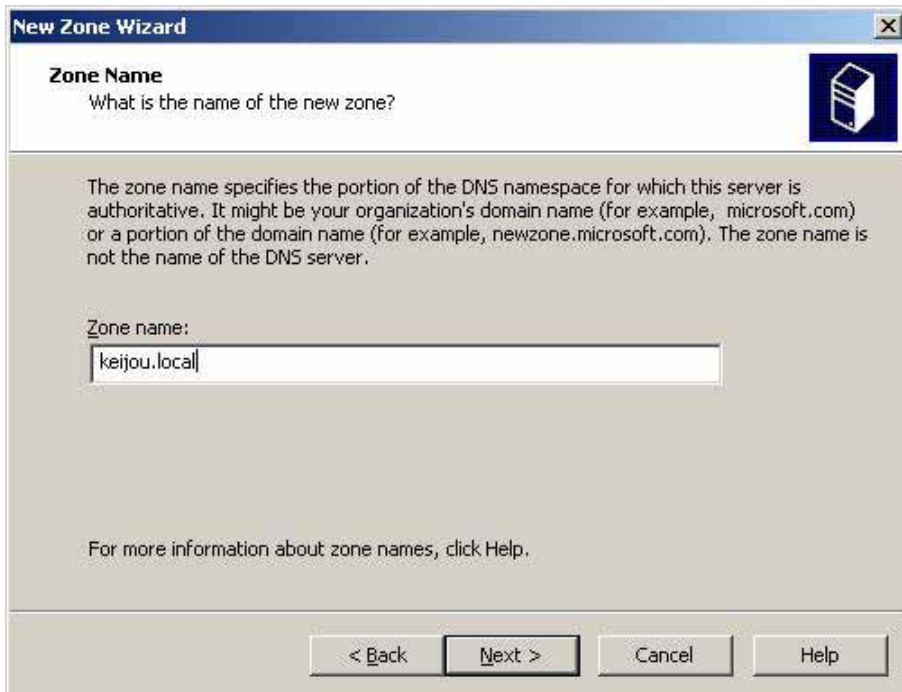 New Zone Wizard
Zone Name
What is the name of the new zone?
The zone name specifies the portion of the DNS namespace for which this server is
authoritative. It might be your organization's domain name (for example, microsoft.com)
or a portion of the domain name (for example, newzone.microsoft.com). The zone name is
not the name of the DNS server.
Zone name:
keijou.local
For more information about zone names, click Help.
< Back Next > Cancel Help